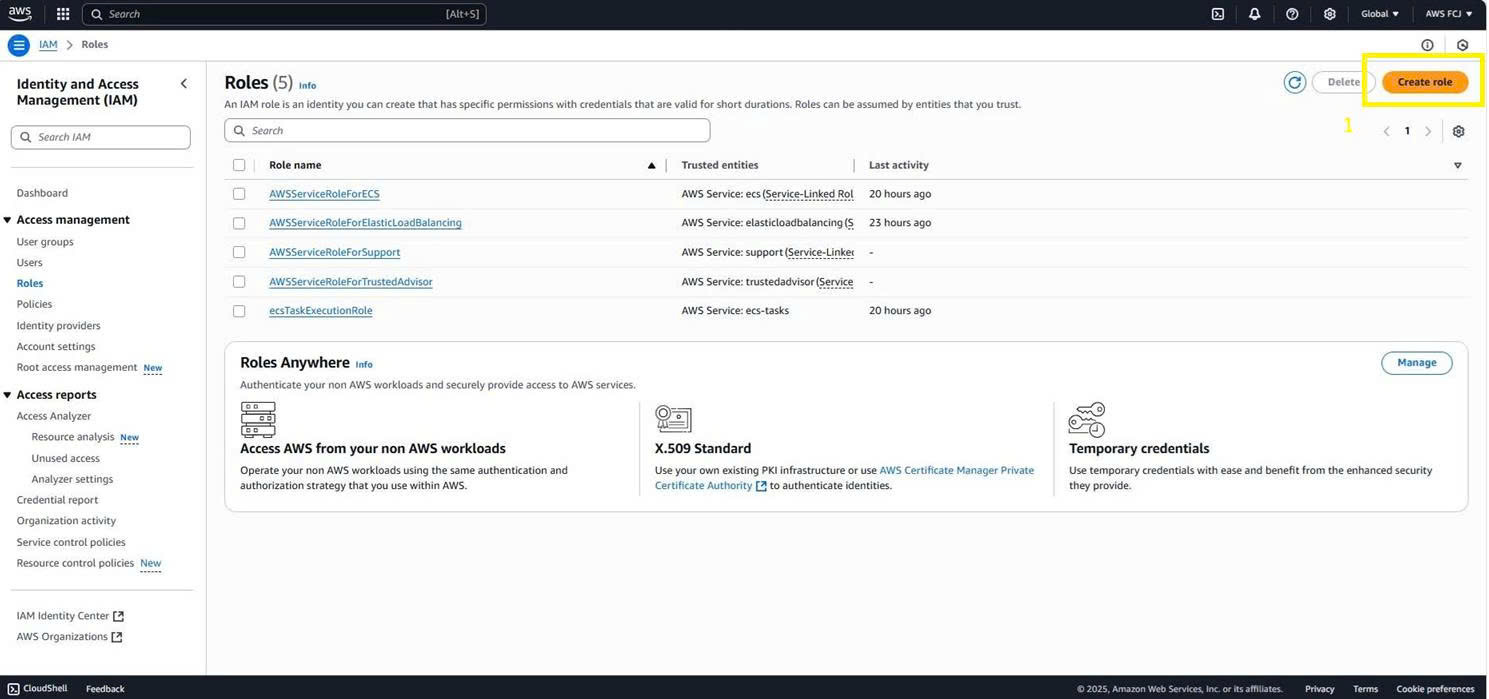 aws
Search [Alt+S]
Global
AWS FCJ
IAM > Roles
Identity and Access
Management (IAM)
Search IAM
Dashboard
Access management
User groups
Users
Roles
Policies
Identity providers
Account settings
Root access management New
Access reports
Access Analyzer
Resource analysis New
Unused access
Analyzer settings
Credential report
Organization activity
Service control policies
Resource control policies New
IAM Identity Center
AWS Organizations
Roles (5) Info
Delete
Create role
An IAM role is an identity you can create that has specific permissions with credentials that are valid for short durations. Roles can be assumed by entities that you trust.
Search
1
1
Role name Trusted entities Last activity
AWSServiceRoleForECS AWS Service: ecs (Service-Linked Rol 20 hours ago
AWSServiceRoleForElasticLoadBalancing AWS Service: elasticloadbalancing (S 23 hours ago
AWSServiceRoleForSupport AWS Service: support (Service-Linked -
AWSServiceRoleForTrustedAdvisor AWS Service: trustedadvisor (Service -
ecsTaskExecutionRole AWS Service: ecs-tasks 20 hours ago
Roles Anywhere Info
Manage
Authenticate your non AWS workloads and securely provide access to AWS services.
Access AWS from your non AWS workloads
Operate your non AWS workloads using the same authentication and
authorization strategy that you use within AWS.
X.509 Standard
Use your own existing PKI infrastructure or use AWS Certificate Manager Private
Certificate Authority to authenticate identities.
Temporary credentials
Use temporary credentials with ease and benefit from the enhanced security
they provide.
CloudShell Feedback
© 2025, Amazon Web Services, Inc. or its affiliates. Privacy Terms Cookie preferences